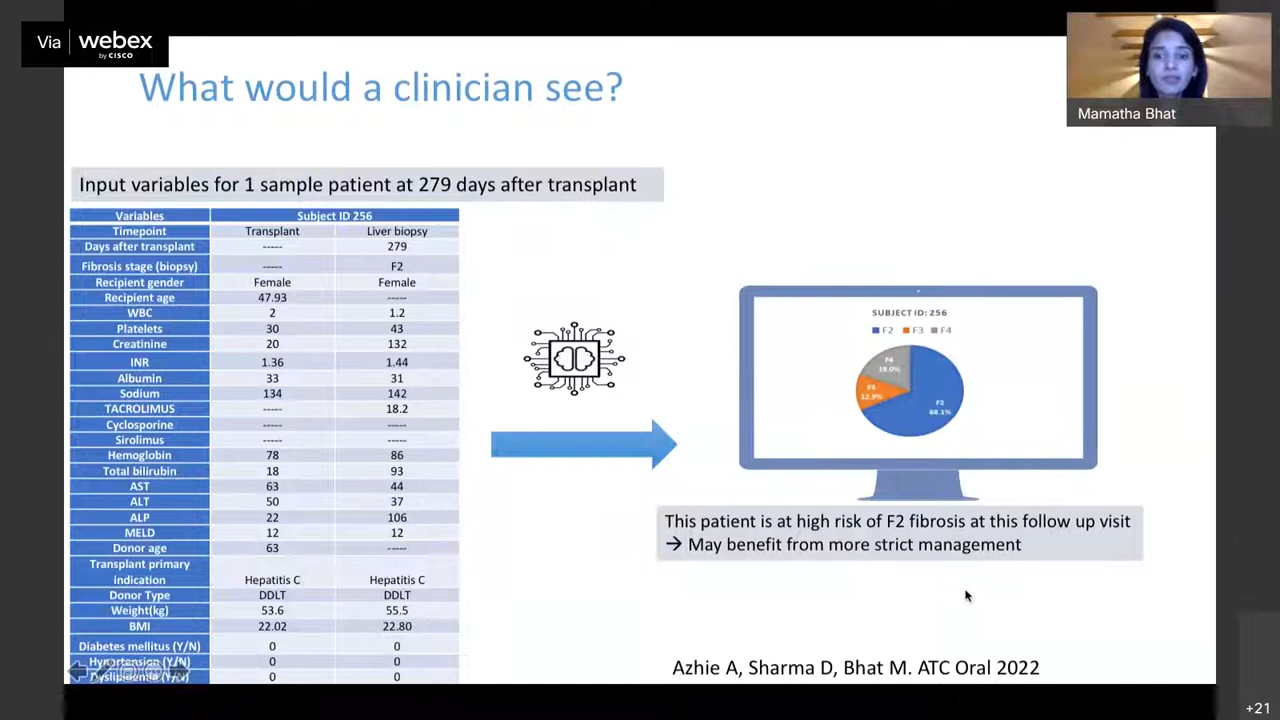 Via webex
by CISCO
Mamatha Bhat
What would a clinician see?
Input variables for 1 sample patient at 279 days after transplant
Variables Subject ID 256
Timepoint Transplant Liver biopsy
Days after transplant ----- 279
Fibrosis stage (biopsy) ----- F2
Recipient gender Female Female
Recipient age 47.93 -----
WBC 2 1.2
Platelets 30 43
Creatinine 20 132
INR 1.36 1.44
Albumin 33 31
Sodium 134 142
TACROLIMUS ----- 18.2
Cyclosporine ----- -----
Sirolimus ----- -----
Hemoglobin 78 86
Total bilirubin 18 93
AST 63 44
ALT 50 37
ALP 22 106
MELD 12 12
Donor age 63 -----
Transplant primary
indication Hepatitis C Hepatitis C
Donor Type DDLT DDLT
Weight(kg) 53.6 55.5
BMI 22.02 22.80
Diabetes mellitus (Y/N) 0 0
Hypertension (Y/N) 0 0
Dyslipidemia (Y/N) 0 0
SUBJECT ID: 256
F2 F3 F4
F4
19.0%
F3
12.9%
F2
68.1%
This patient is at high risk of F2 fibrosis at this follow up visit
→ May benefit from more strict management
Azhie A, Sharma D, Bhat M. ATC Oral 2022
+21